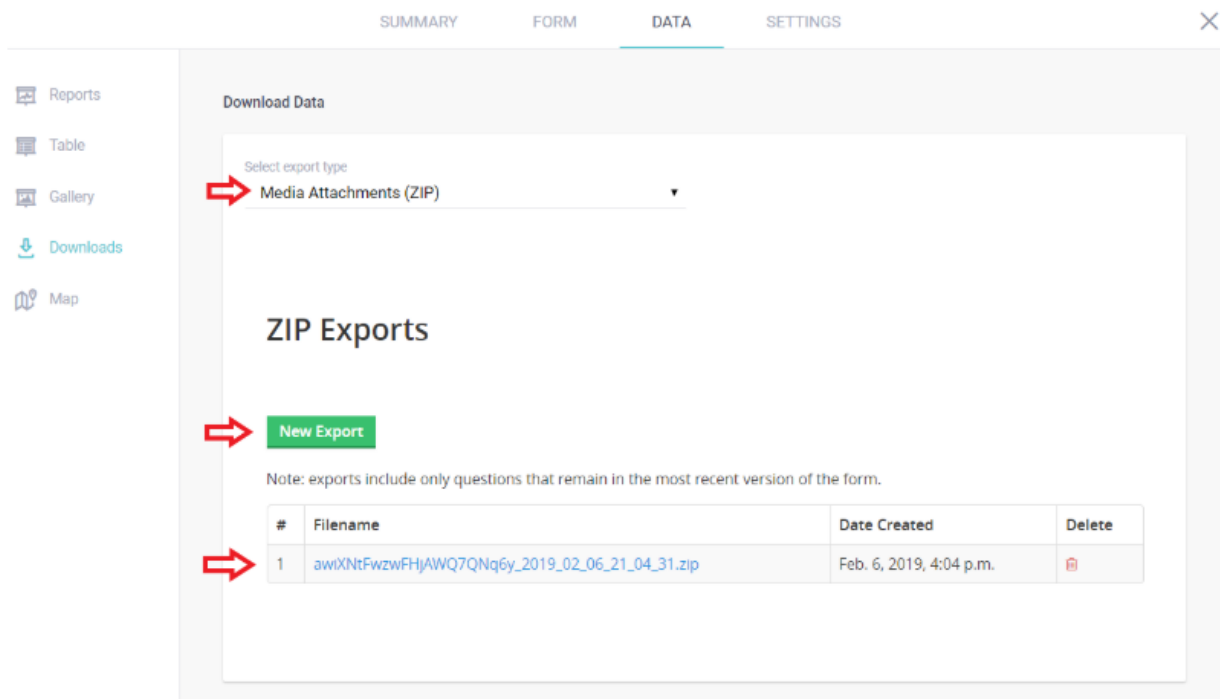 SUMMARY FORM DATA SETTINGS
Reports
Table
Gallery
Downloads
Map
Download Data
Select export type
Media Attachments (ZIP)
ZIP Exports
New Export
Note: exports include only questions that remain in the most recent version of the form.
# Filename Date Created Delete
1 awiXNtFwzwFHjAWQ7QNq6y_2019_02_06_21_04_31.zip Feb. 6, 2019, 4:04 p.m.